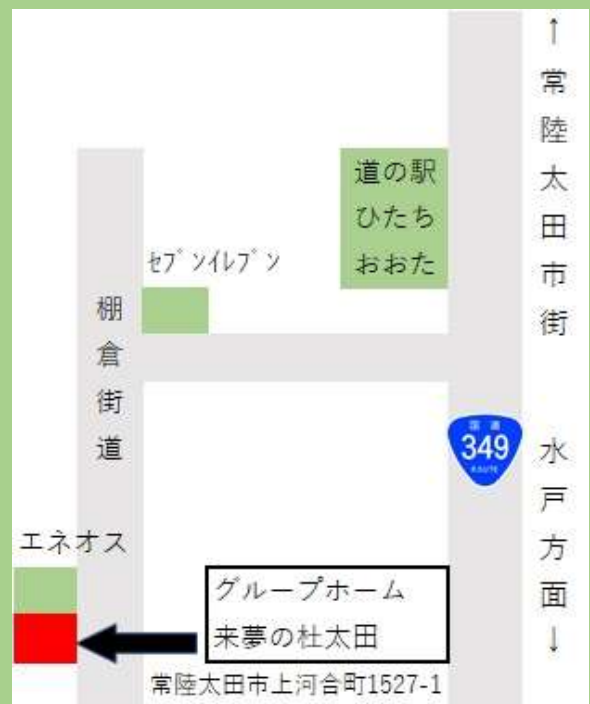 ↑常陸太田市街
道の駅
ひたち
おおた
ｾﾌﾞﾝｲﾚﾌﾞﾝ
棚倉街道
国道
349
ROUTE
水戸方面↓
エネオス
グループホーム
来夢の杜太田
常陸太田市上河合町1527-1